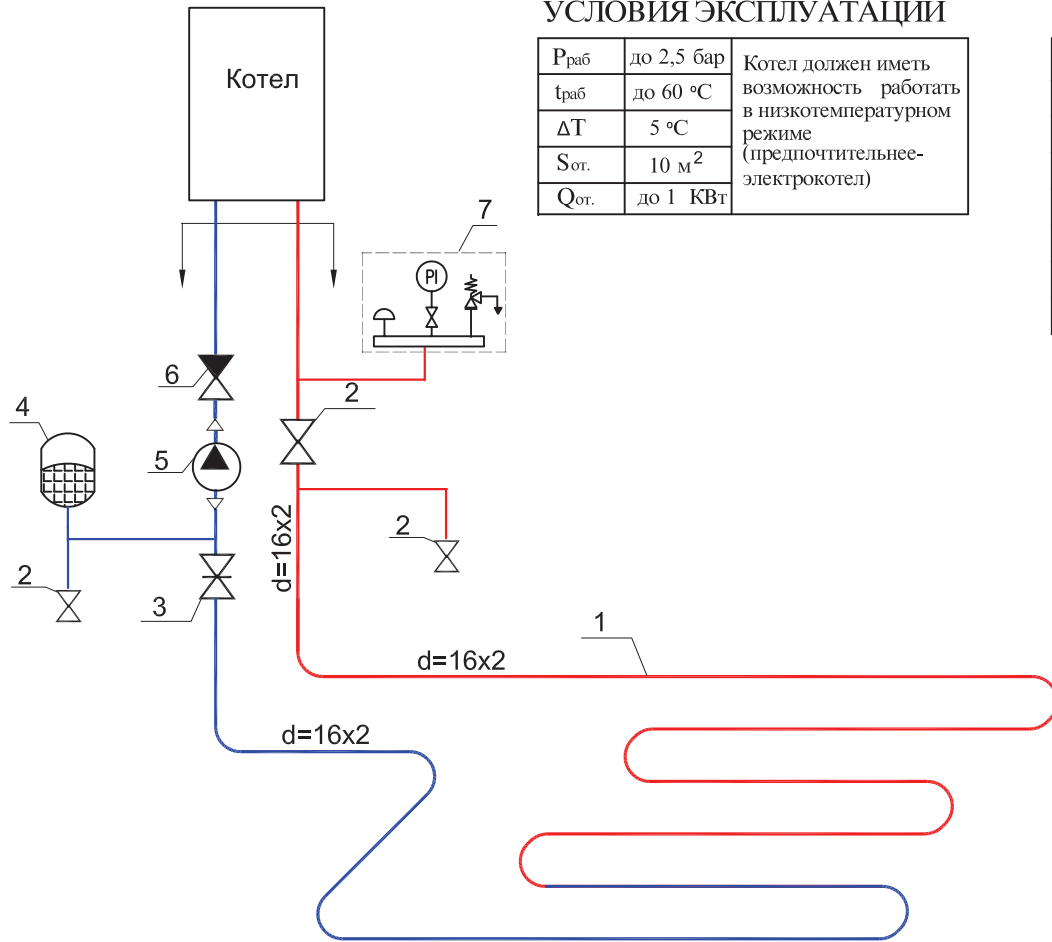 УСЛОВИЯ ЭКСПЛУАТАЦИИ
Pраб до 2,5 бар
tраб до 60 °C
ΔT 5 °C
Sот. 10 м²
Qот. до 1 КВт
Котел должен иметь
возможность работать
в низкотемпературном
режиме
(предпочтительнее-
электрокотел)
Котел
7
PI
6
2
4
5
d=16x2
2
2
3
1
d=16x2
d=16x2